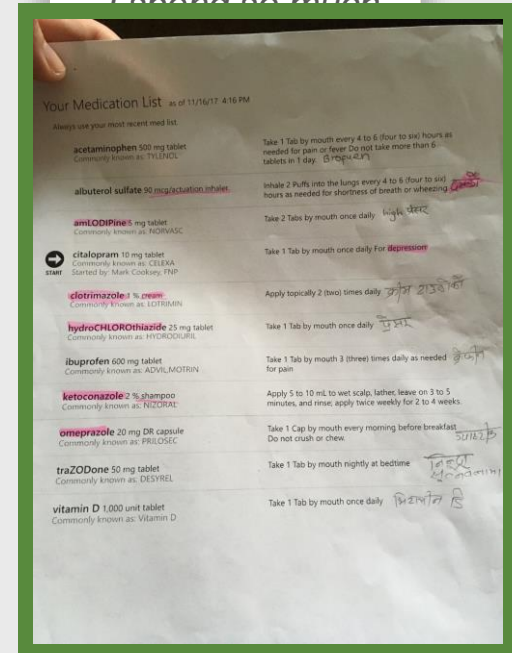 Your Medication List as of 11/16/17 4:16 PM
Always use your most recent med list.
acetaminophen 500 mg tablet
Commonly known as: TYLENOL
Take 1 Tab by mouth every 4 to 6 (four to six) hours as
needed for pain or fever Do not take more than 6
tablets in 1 day.
albuterol sulfate 90 mcg/actuation inhaler
Inhale 2 Puffs into the lungs every 4 to 6 (four to six)
hours as needed for shortness of breath or wheezing.
amLODIPine 5 mg tablet
Commonly known as: NORVASC
Take 2 Tabs by mouth once daily high प्रेसर
START
citalopram 10 mg tablet
Commonly known as: CELEXA
Started by: Mark Cooksey, FNP
Take 1 Tab by mouth once daily For depression
clotrimazole 1 % cream
Commonly known as: LOTRIMIN
Apply topically 2 (two) times daily क्रीम
hydroCHLOROthiazide 25 mg tablet
Commonly known as: HYDRODIURIL
Take 1 Tab by mouth once daily प्रेसर
ibuprofen 600 mg tablet
Commonly known as: ADVIL,MOTRIN
Take 1 Tab by mouth 3 (three) times daily as needed
for pain
ketoconazole 2 % shampoo
Commonly known as: NIZORAL
Apply 5 to 10 mL to wet scalp, lather, leave on 3 to 5
minutes, and rinse; apply twice weekly for 2 to 4 weeks.
omeprazole 20 mg DR capsule
Commonly known as: PRILOSEC
Take 1 Cap by mouth every morning before breakfast
Do not crush or chew.
traZODone 50 mg tablet
Commonly known as: DESYREL
Take 1 Tab by mouth nightly at bedtime
vitamin D 1,000 unit tablet
Commonly known as: Vitamin D
Take 1 Tab by mouth once daily भिटामीन डि